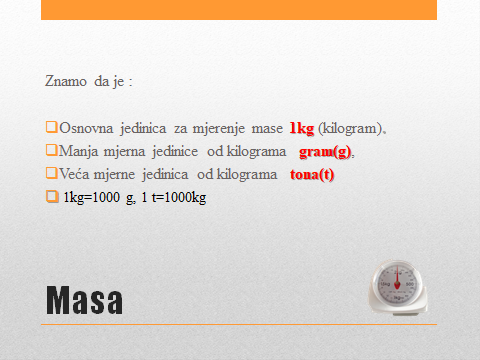 Znamo da je :
Osnovna jedinica za mjerenje mase 1kg (kilogram),
Manja mjerna jedinice od kilograma gram(g),
Veća mjerne jedinice od kilograma tona(t)
1kg=1000 g, 1 t=1000kg
Masa